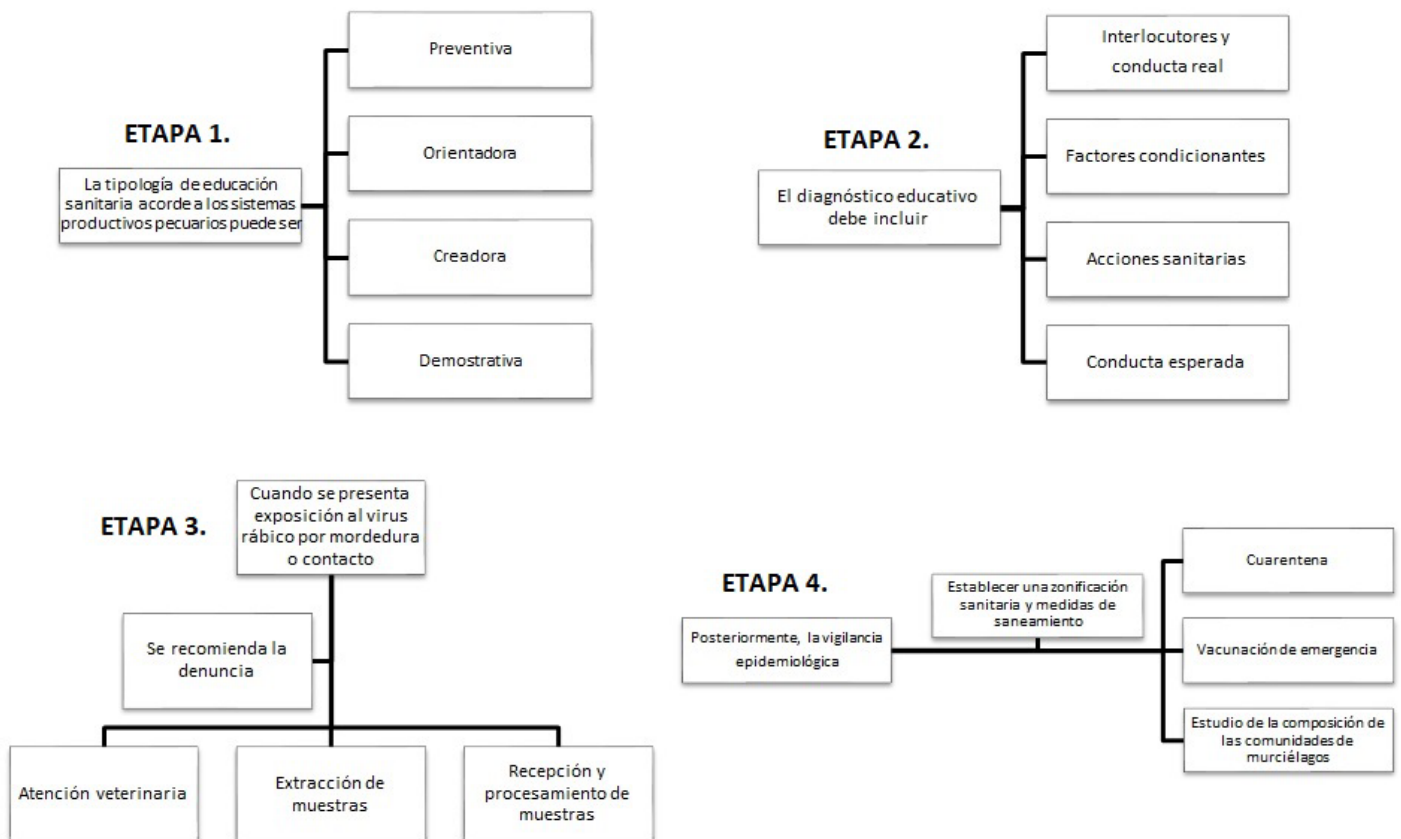 ETAPA 1.
La tipología de educación
sanitaria acorde a los sistemas
productivos pecuarios puede ser
Preventiva
Orientadora
Creadora
Demostrativa
ETAPA 2.
El diagnóstico educativo
debe incluir
Interlocutores y
conducta real
Factores condicionantes
Acciones sanitarias
Conducta esperada
ETAPA 3.
Cuando se presenta
exposición al virus
rábico por mordedura
o contacto
Se recomienda la
denuncia
Atención veterinaria
Extracción de
muestras
Recepción y
procesamiento de
muestras
ETAPA 4.
Posteriormente, la vigilancia
epidemiológica
Establecer una zonificación
sanitaria y medidas de
saneamiento
Cuarentena
Vacunación de emergencia
Estudio de la composición de
las comunidades de
murciélagos